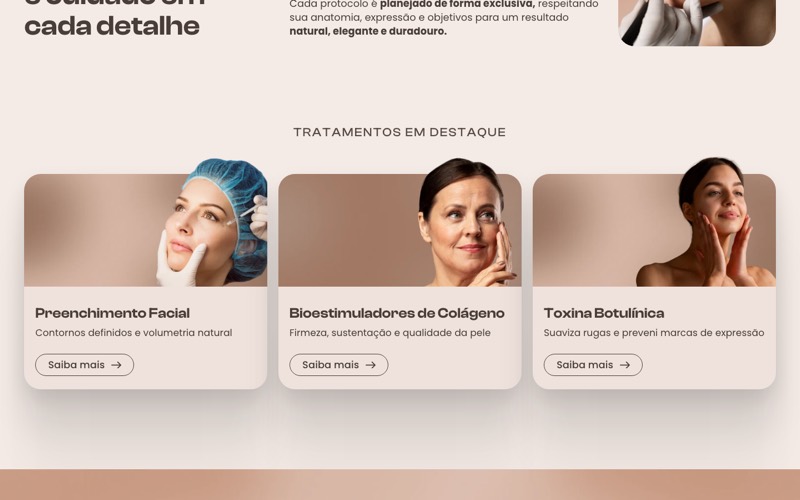 cada detalhe
Cada protocolo é planejado de forma exclusiva, respeitando
sua anatomia, expressão e objetivos para um resultado
natural, elegante e duradouro.
TRATAMENTOS EM DESTAQUE
Preenchimento Facial
Contornos definidos e volumetria natural
Saiba mais →
Bioestimuladores de Colágeno
Firmeza, sustentação e qualidade da pele
Saiba mais →
Toxina Botulínica
Suaviza rugas e preveni marcas de expressão
Saiba mais →